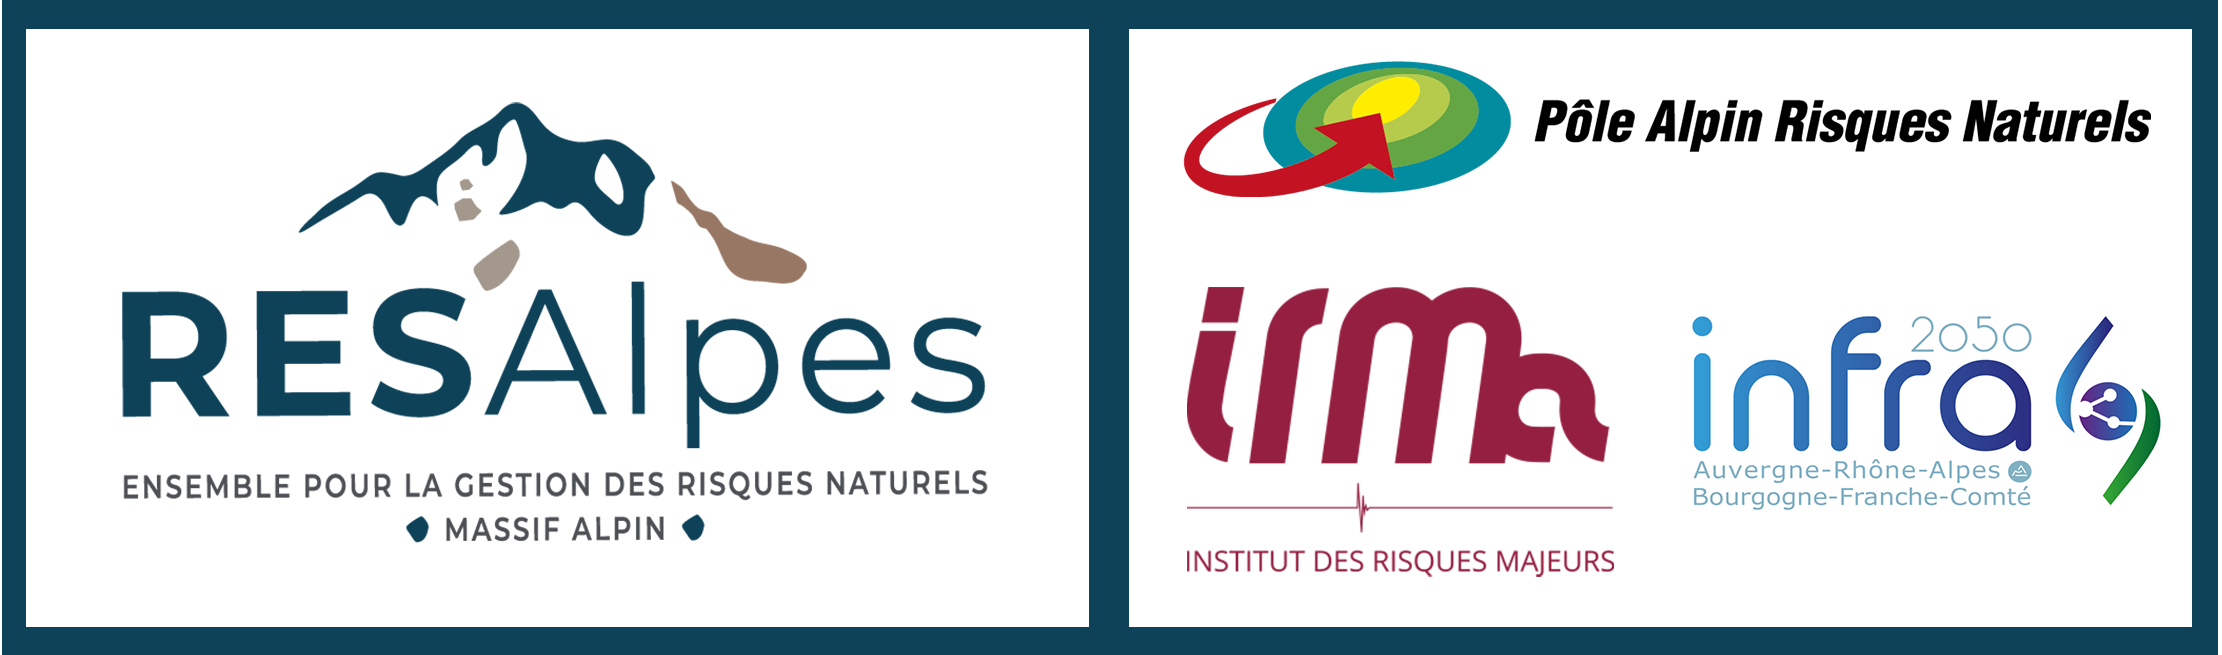 RESAlpes
ENSEMBLE POUR LA GESTION DES RISQUES NATURELS
MASSIF ALPIN
Pôle Alpin Risques Naturels
irma
INSTITUT DES RISQUES MAJEURS
2050
infra
Auvergne-Rhône-Alpes
Bourgogne-Franche-Comté